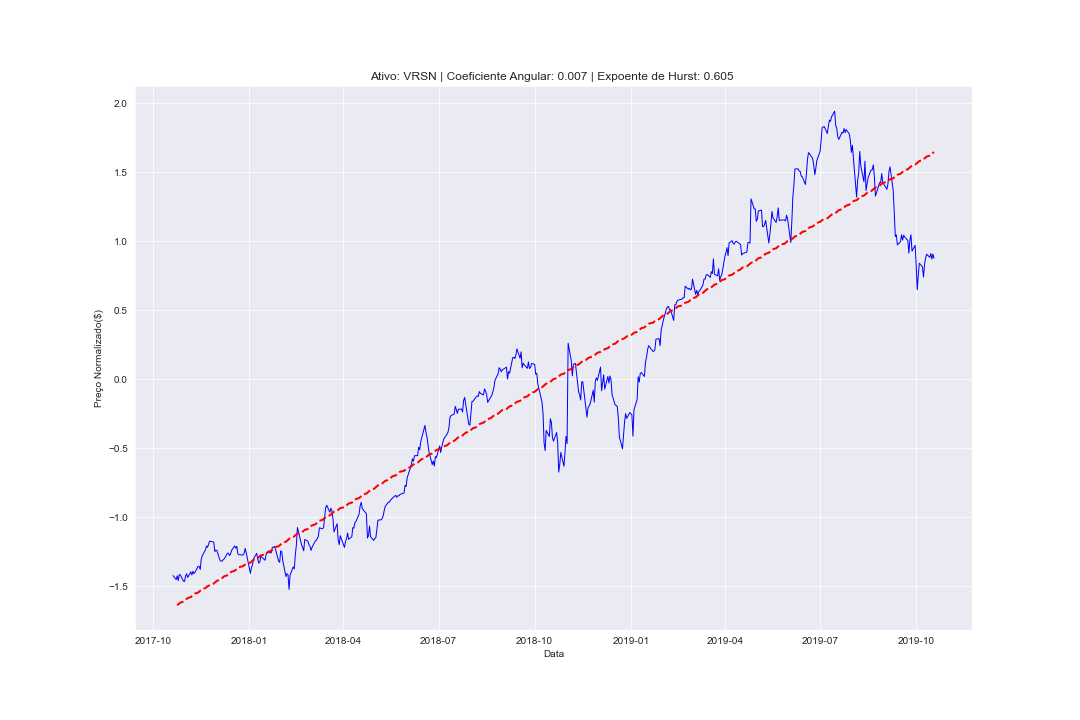 Ativo: VRSN | Coeficiente Angular: 0.007 | Expoente de Hurst: 0.605
Preço Normalizado($)
2.0
1.5
1.0
0.5
0.0
−0.5
−1.0
−1.5
2017-10 2018-01 2018-04 2018-07 2018-10 2019-01 2019-04 2019-07 2019-10
Data